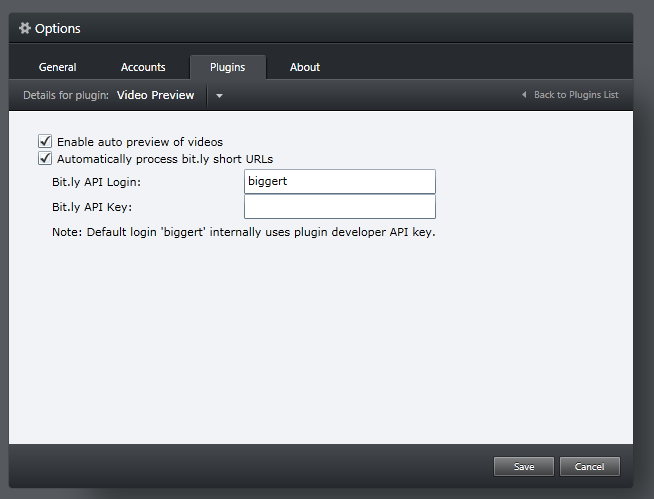 Options
General Accounts Plugins About
Details for plugin: Video Preview Back to Plugins List
Enable auto preview of videos
Automatically process bit.ly short URLs
Bit.ly API Login: biggert
Bit.ly API Key:
Note: Default login 'biggert' internally uses plugin developer API key.
Save Cancel